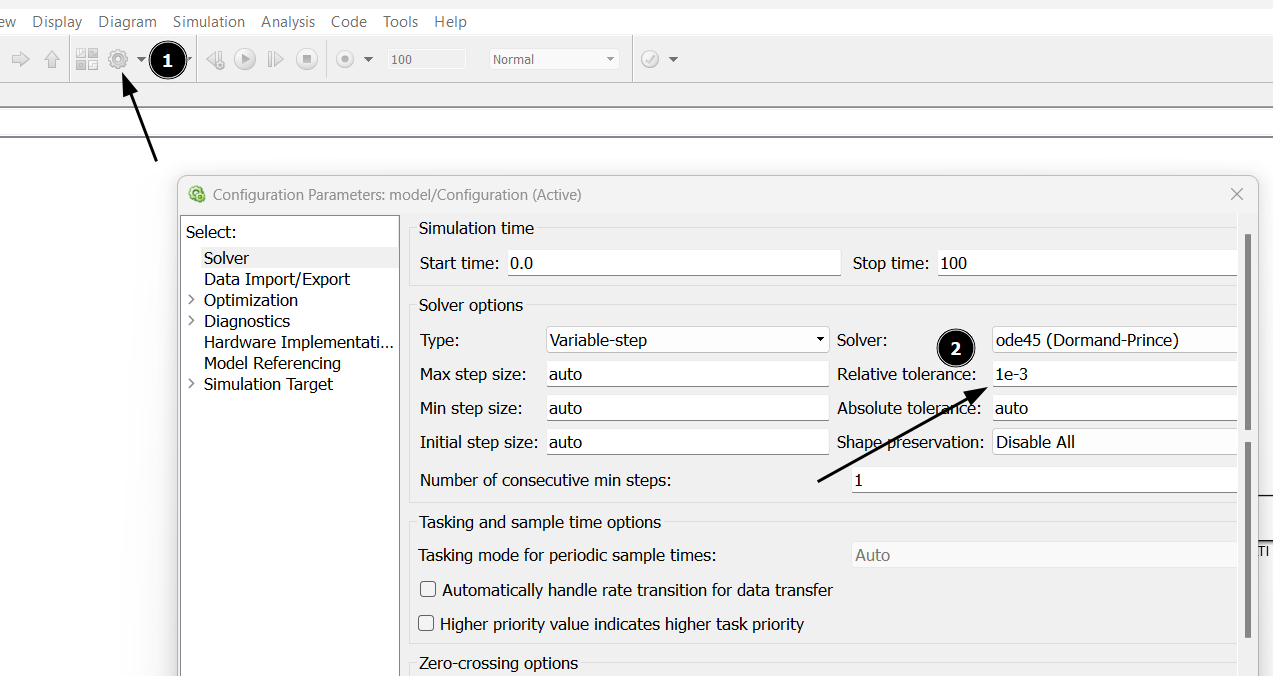 ew Display Diagram Simulation Analysis Code Tools Help
1 100 Normal
Configuration Parameters: model/Configuration (Active)
Select:
Solver
Data Import/Export
Optimization
Diagnostics
Hardware Implementati...
Model Referencing
Simulation Target
Simulation time
Start time: 0.0 Stop time: 100
Solver options
Type: Variable-step Solver: ode45 (Dormand-Prince)
2
Max step size: auto Relative tolerance: 1e-3
Min step size: auto Absolute tolerance: auto
Initial step size: auto Shape preservation: Disable All
Number of consecutive min steps: 1
Tasking and sample time options
Tasking mode for periodic sample times: Auto
TI
Automatically handle rate transition for data transfer
Higher priority value indicates higher task priority
Zero-crossing options